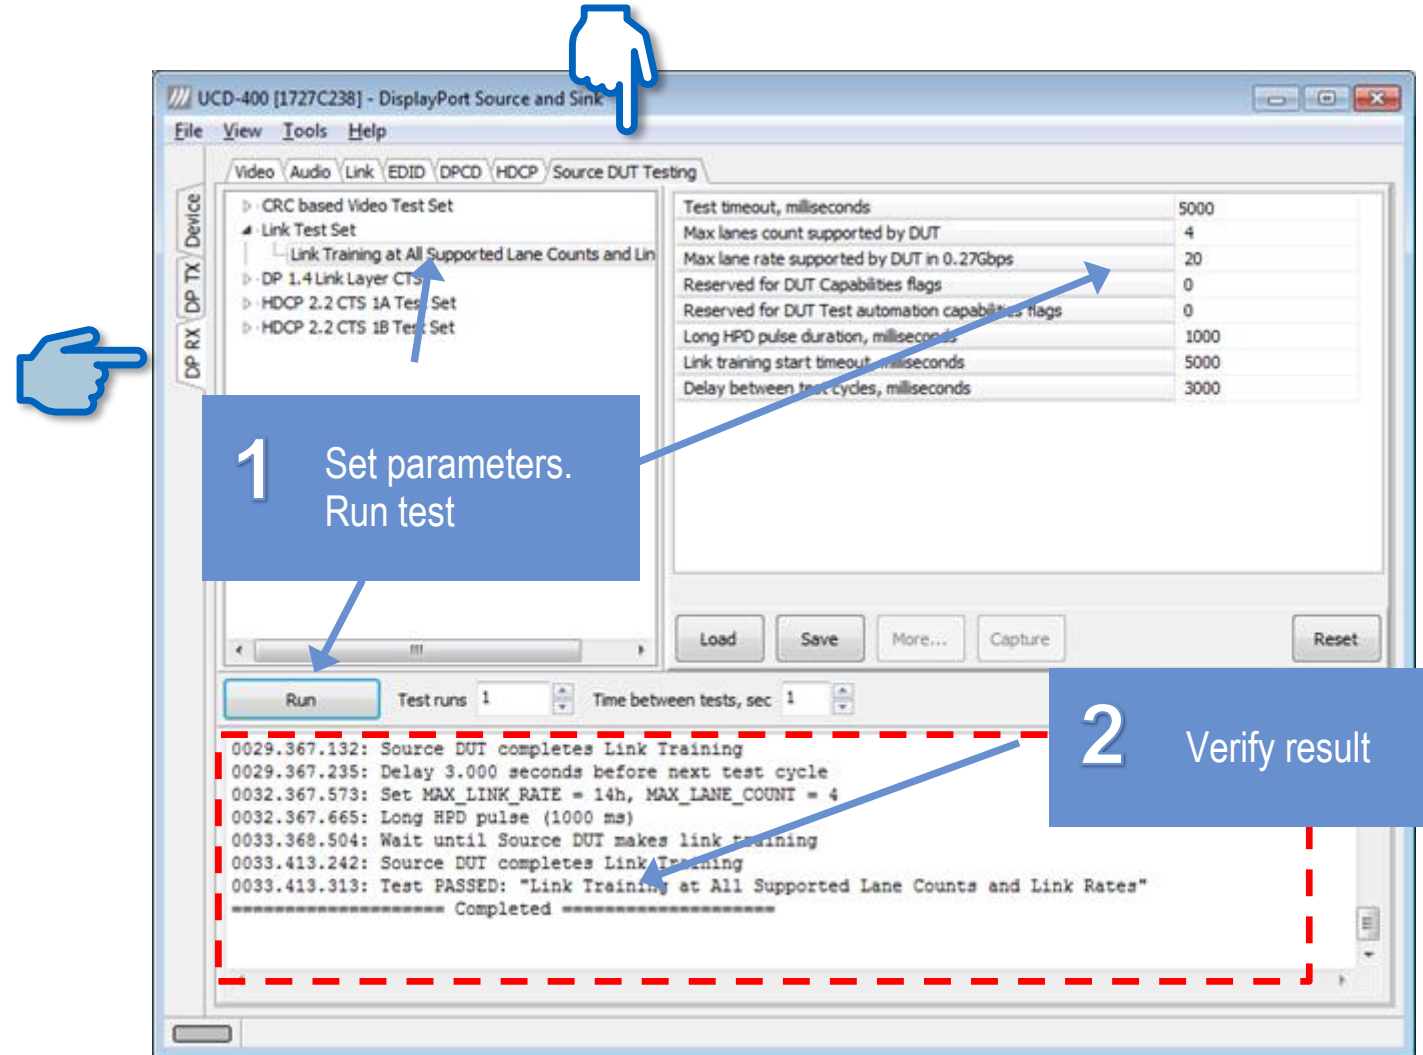 UCD-400 [1727C238] - DisplayPort Source and Sink
File View Tools Help
Video Audio Link EDID DPCD HDCP Source DUT Testing
Device
DP TX
DP RX
CRC based Video Test Set
Link Test Set
Link Training at All Supported Lane Counts and Lin
DP 1.4 Link Layer CTS
HDCP 2.2 CTS 1A Test Set
HDCP 2.2 CTS 1B Test Set
Test timeout, milliseconds 5000
Max lanes count supported by DUT 4
Max lane rate supported by DUT in 0.27Gbps 20
Reserved for DUT Capabilities flags 0
Reserved for DUT Test automation capabilities flags 0
Long HPD pulse duration, milliseconds 1000
Link training start timeout, milliseconds 5000
Delay between test cycles, milliseconds 3000
1 Set parameters.
Run test
Load Save More... Capture Reset
Run Test runs 1 Time between tests, sec 1
2 Verify result
0029.367.132: Source DUT completes Link Training
0029.367.235: Delay 3.000 seconds before next test cycle
0032.367.573: Set MAX_LINK_RATE = 14h, MAX_LANE_COUNT = 4
0032.367.665: Long HPD pulse (1000 ms)
0033.368.504: Wait until Source DUT makes link training
0033.413.242: Source DUT completes Link Training
0033.413.313: Test PASSED: "Link Training at All Supported Lane Counts and Link Rates"
==================== Completed ====================